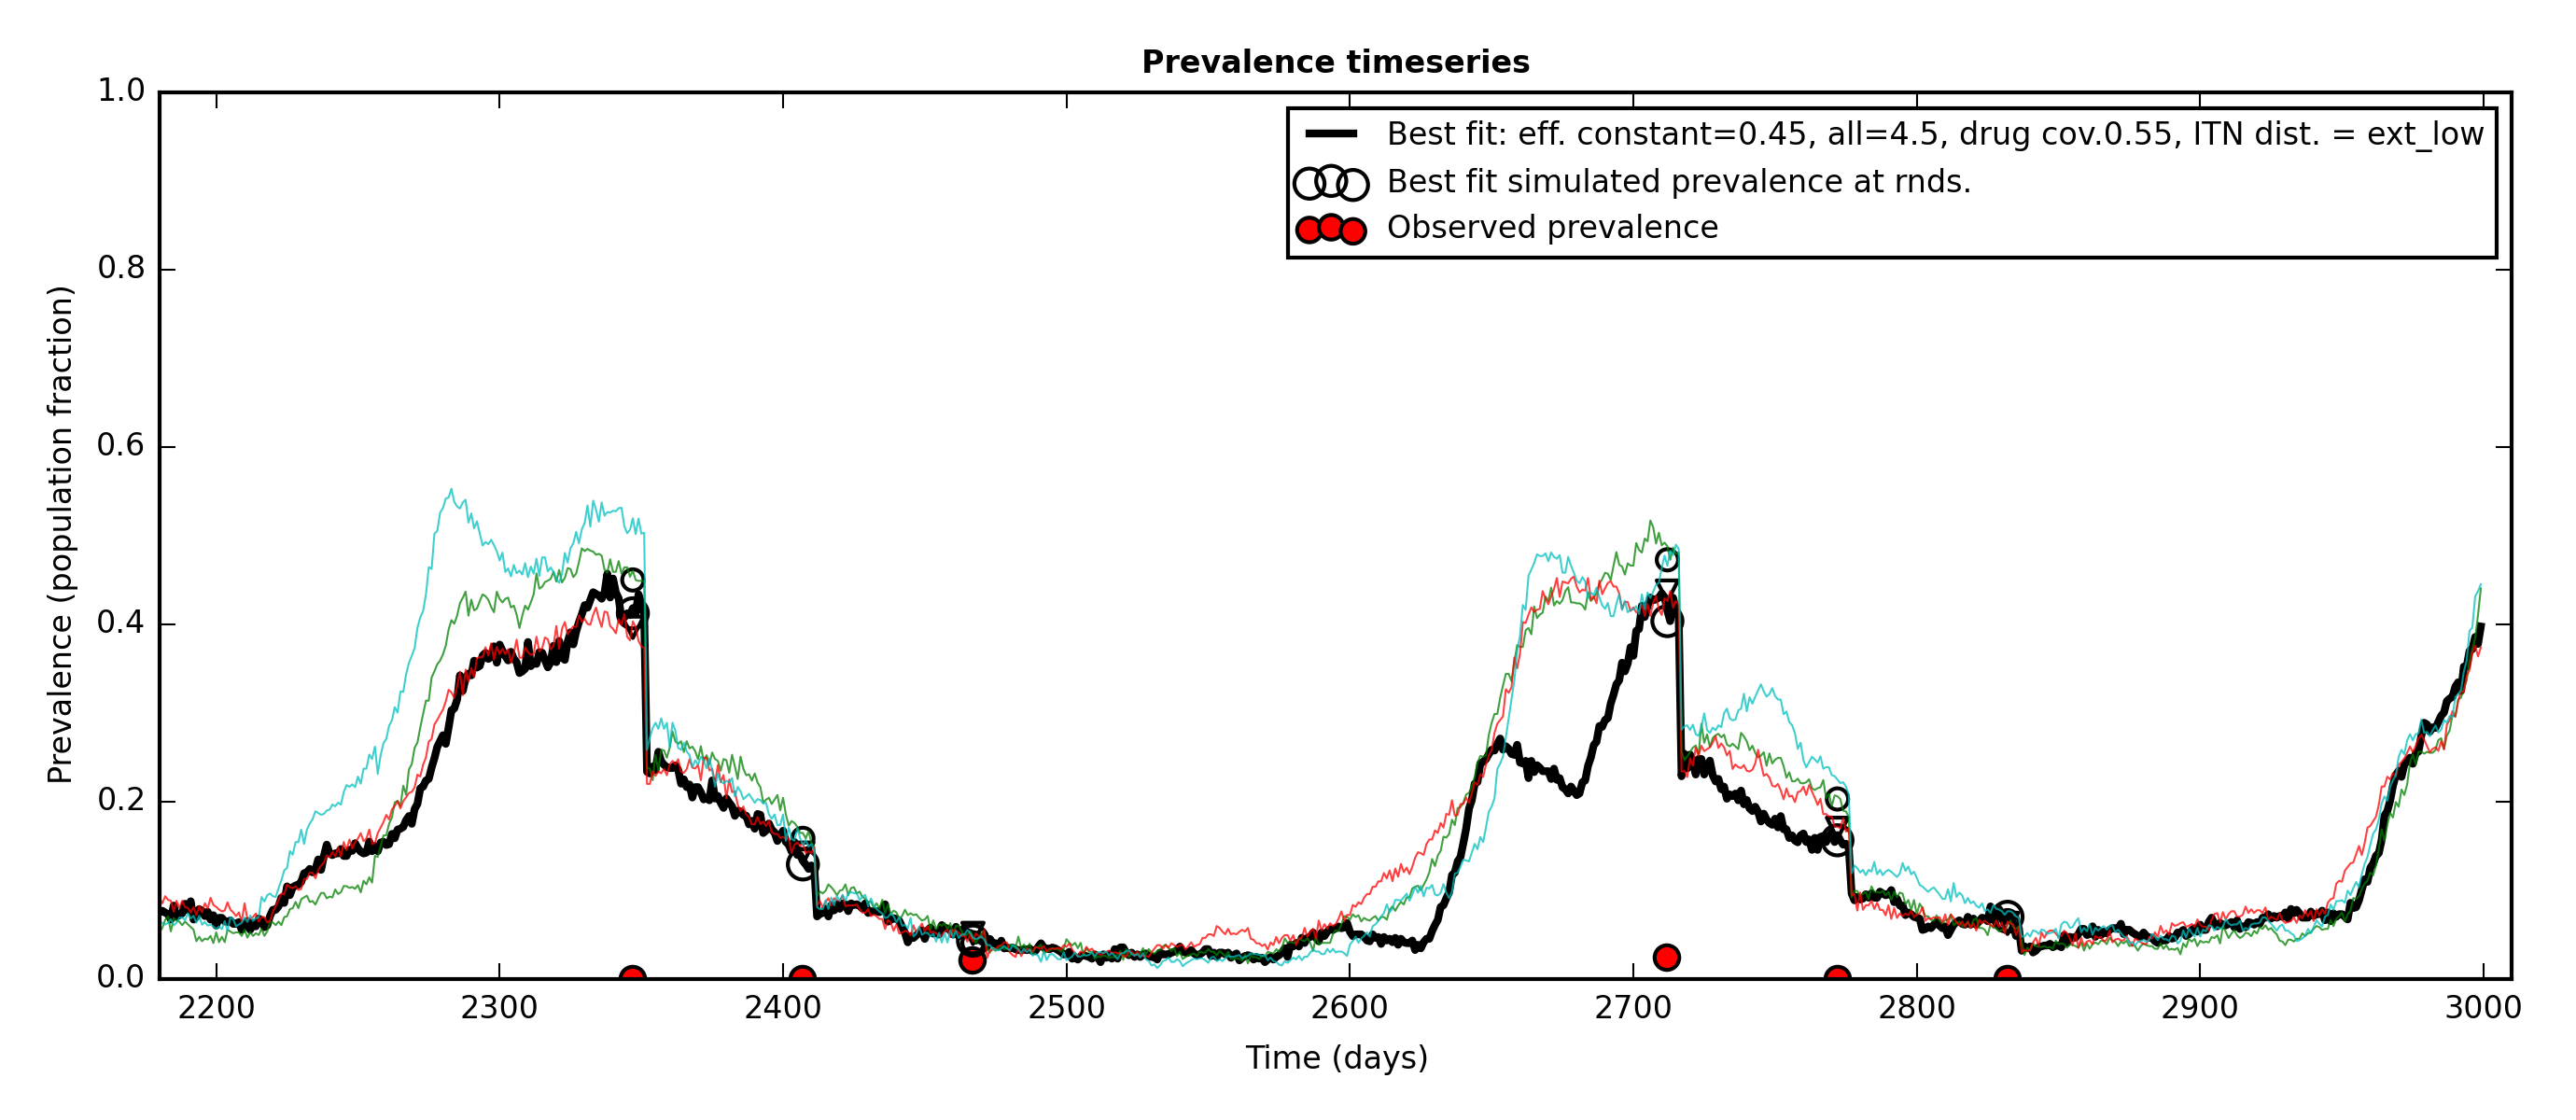 Prevalence timeseries
1.0
0.8
0.6
0.4
0.2
0.0
Prevalence (population fraction)
Best fit: eff. constant=0.45, all=4.5, drug cov.0.55, ITN dist. = ext_low
Best fit simulated prevalence at rnds.
Observed prevalence
2200 2300 2400 2500 2600 2700 2800 2900 3000
Time (days)